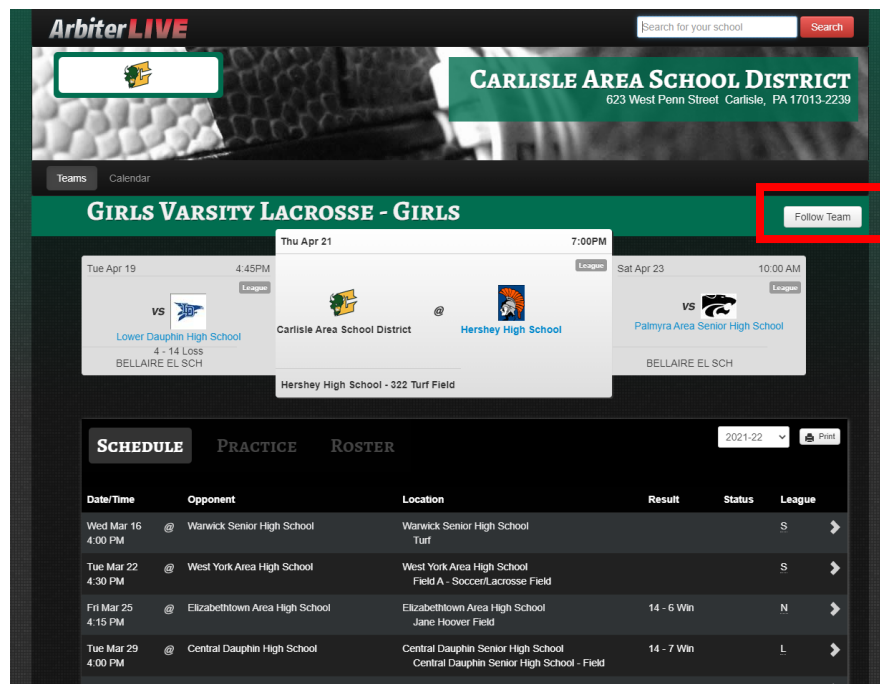 ArbiterLIVE
Search for your school
Search
CARLISLE AREA SCHOOL DISTRICT
623 West Penn Street Carlisle, PA 17013-2239
Teams Calendar
GIRLS VARSITY LACROSSE - GIRLS
Follow Team
Tue Apr 19 4:45PM
League
vs
Lower Dauphin High School
4 - 14 Loss
BELLAIRE EL SCH
Thu Apr 21 7:00PM
League
@
Carlisle Area School District Hershey High School
Hershey High School - 322 Turf Field
Sat Apr 23 10:00 AM
League
vs
Palmyra Area Senior High School
BELLAIRE EL SCH
SCHEDULE PRACTICE ROSTER
2021-22 Print
Date/Time Opponent Location Result Status League
Wed Mar 16 @ Warwick Senior High School Warwick Senior High School S
4:00 PM Turf
Tue Mar 22 @ West York Area High School West York Area High School S
4:30 PM Field A - Soccer/Lacrosse Field
Fri Mar 25 @ Elizabethtown Area High School Elizabethtown Area High School 14 - 6 Win N
4:15 PM Jane Hoover Field
Tue Mar 29 @ Central Dauphin High School Central Dauphin Senior High School 14 - 7 Win L
4:00 PM Central Dauphin Senior High School - Field